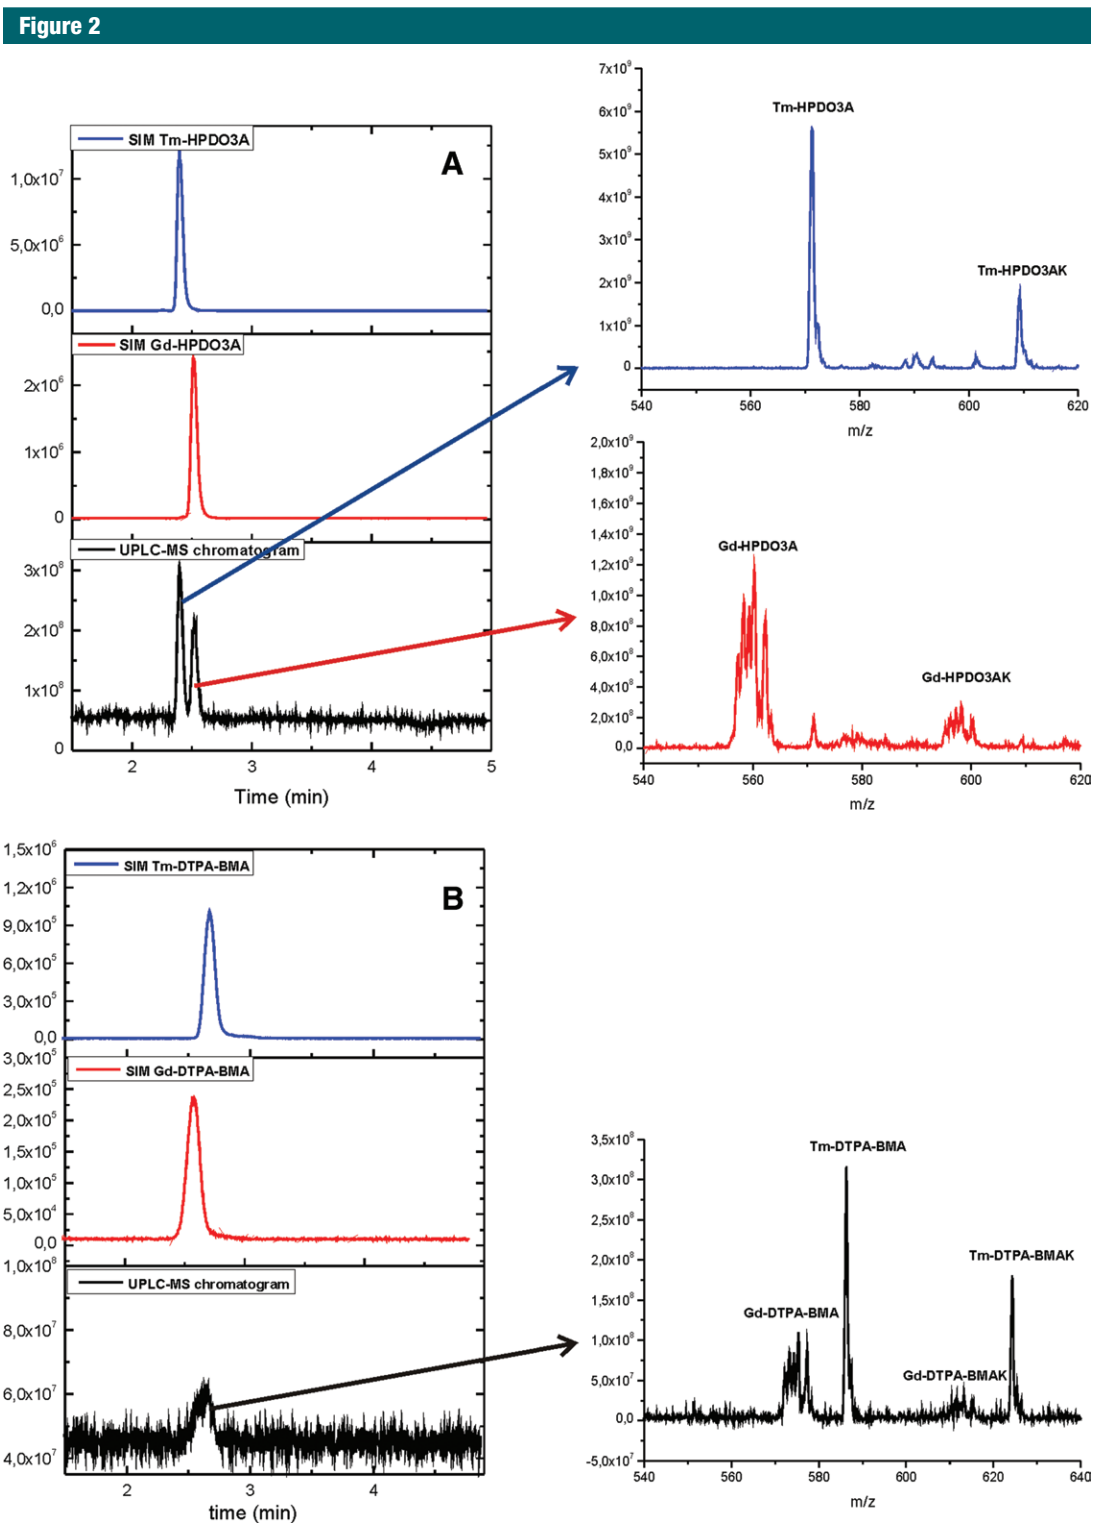 Figure 2
SIM Tm-HPDO3A
A
1,0x10⁷
5,0x10⁶
0,0
SIM Gd-HPDO3A
2x10⁶
1x10⁶
0
UPLC-MS chromatogram
3x10⁸
2x10⁸
1x10⁸
0
2 3 4 5
Time (min)
7x10⁹
6x10⁹
5x10⁹
4x10⁹
3x10⁹
2x10⁹
1x10⁹
0
Tm-HPDO3A
Tm-HPDO3AK
540 560 580 600 620
m/z
2,0x10⁹
1,8x10⁹
1,6x10⁹
1,4x10⁹
1,2x10⁹
1,0x10⁹
8,0x10⁸
6,0x10⁸
4,0x10⁸
2,0x10⁸
0,0
Gd-HPDO3A
Gd-HPDO3AK
540 560 580 600 620
m/z
1,5x10⁶
SIM Tm-DTPA-BMA
B
1,2x10⁶
9,0x10⁵
6,0x10⁵
3,0x10⁵
0,0
3,0x10⁵
SIM Gd-DTPA-BMA
2,5x10⁵
2,0x10⁵
1,5x10⁵
1,0x10⁵
5,0x10⁴
0,0
1,0x10⁸
UPLC-MS chromatogram
8,0x10⁷
6,0x10⁷
4,0x10⁷
2 3 4
time (min)
3,5x10⁸
3,0x10⁸
2,5x10⁸
2,0x10⁸
1,5x10⁸
1,0x10⁸
5,0x10⁷
0,0
-5,0x10⁷
Tm-DTPA-BMA
Tm-DTPA-BMAK
Gd-DTPA-BMA
Gd-DTPA-BMAK
540 560 580 600 620 640
m/z